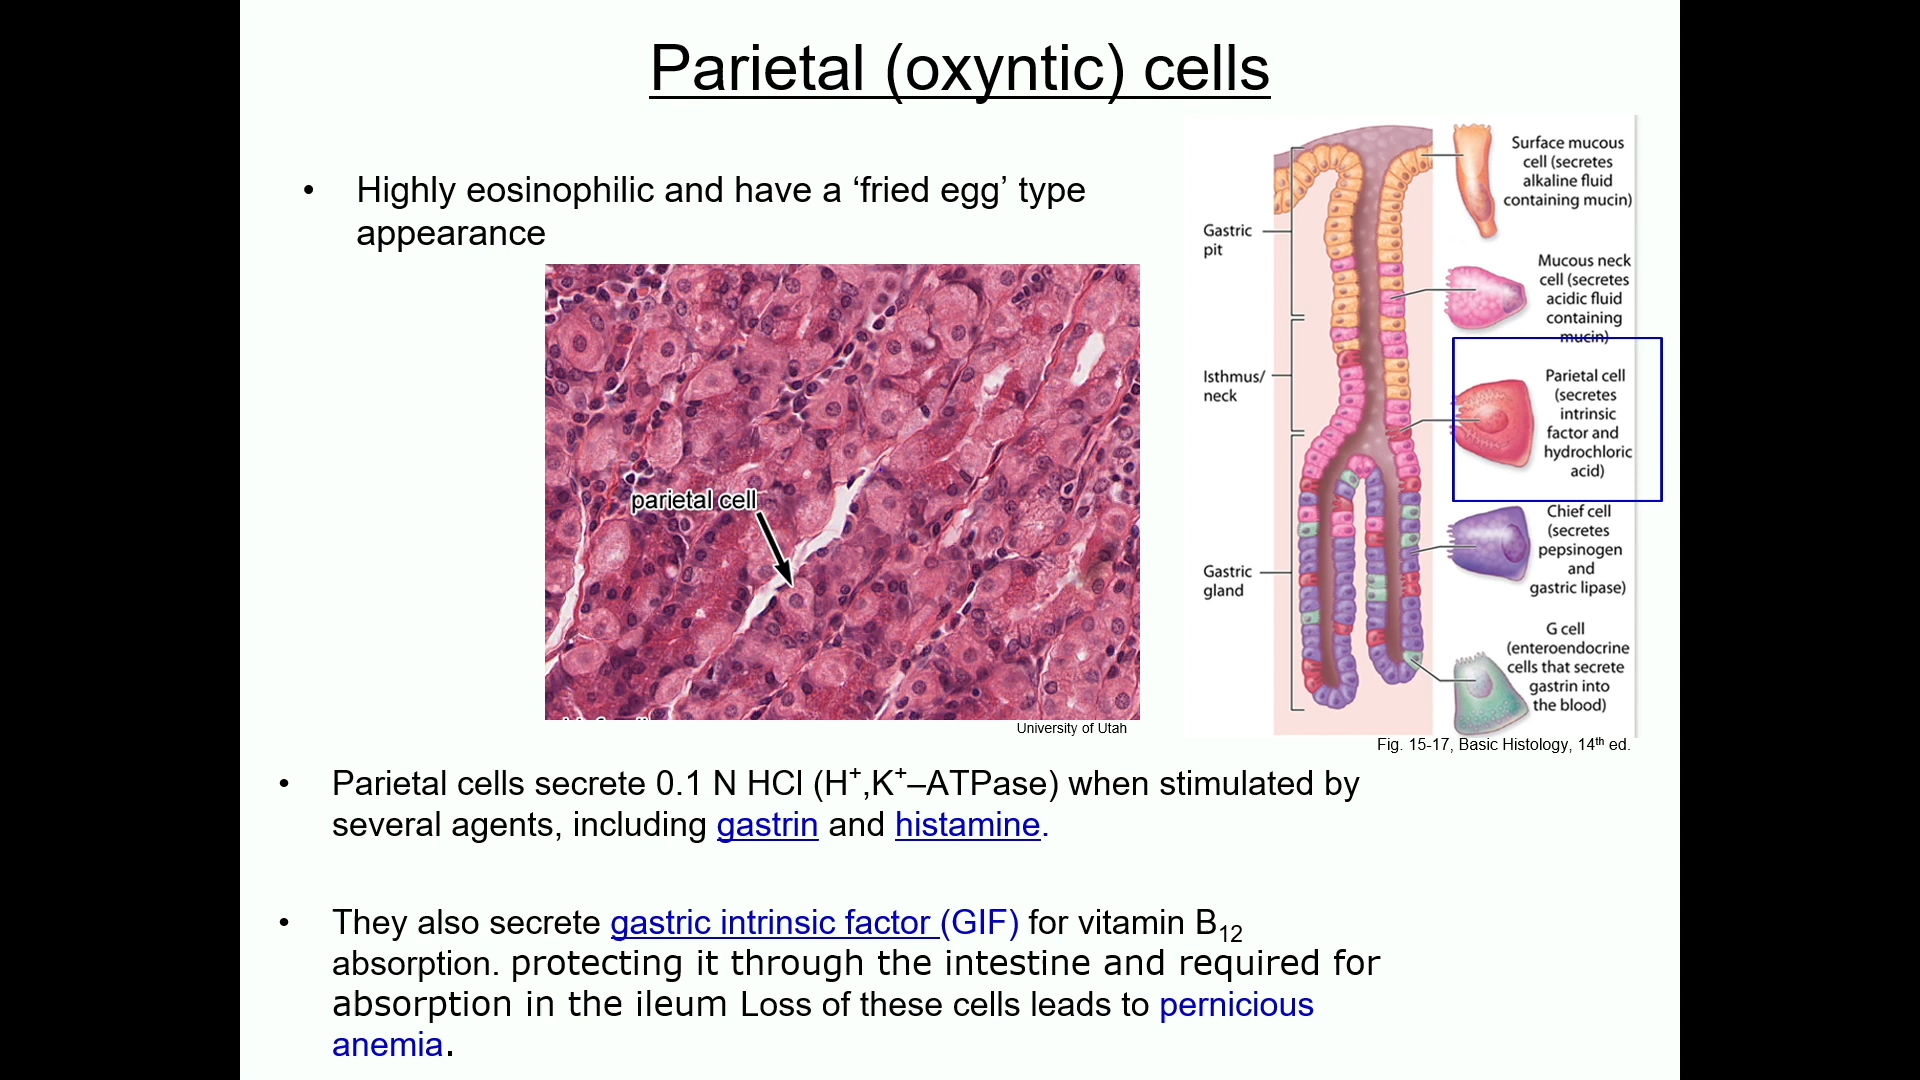 Parietal (oxyntic) cells
• Highly eosinophilic and have a ‘fried egg’ type
appearance
parietal cell
University of Utah
Gastric
pit
Isthmus/
neck
Gastric
gland
Surface mucous
cell (secretes
alkaline fluid
containing mucin)
Mucous neck
cell (secretes
acidic fluid
containing
mucin)
Parietal cell
(secretes
intrinsic
factor and
hydrochloric
acid)
Chief cell
(secretes
pepsinogen
and
gastric lipase)
G cell
(enteroendocrine
cells that secrete
gastrin into
the blood)
Fig. 15-17, Basic Histology, 14th ed.
• Parietal cells secrete 0.1 N HCl (H⁺,K⁺–ATPase) when stimulated by
several agents, including gastrin and histamine.
• They also secrete gastric intrinsic factor (GIF) for vitamin B₁₂
absorption. protecting it through the intestine and required for
absorption in the ileum Loss of these cells leads to pernicious
anemia.